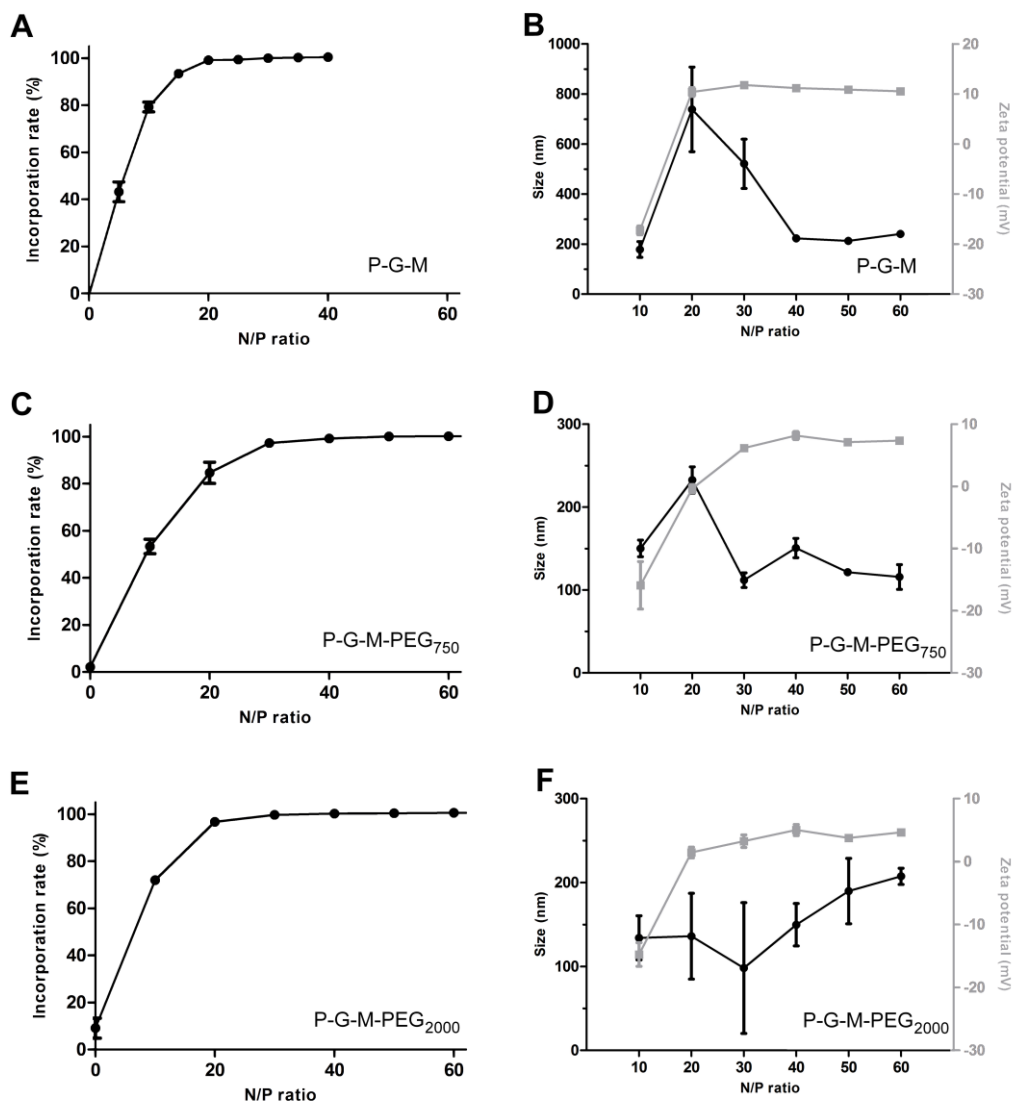 A
Incorporation rate (%)
100
80
60
40
20
0
0 20 40 60
N/P ratio
P-G-M
B
Size (nm)
1000
800
600
400
200
0
10 20 30 40 50 60
N/P ratio
20
10
0
-10
-20
-30
Zeta potential (mV)
P-G-M
C
Incorporation rate (%)
100
80
60
40
20
0
0 20 40 60
N/P ratio
P-G-M-PEG750
D
Size (nm)
300
200
100
0
10 20 30 40 50 60
N/P ratio
10
0
-10
-20
-30
Zeta potential (mV)
P-G-M-PEG750
E
Incorporation rate (%)
100
80
60
40
20
0
0 20 40 60
N/P ratio
P-G-M-PEG2000
F
Size (nm)
300
200
100
0
10 20 30 40 50 60
N/P ratio
10
0
-10
-20
-30
Zeta potential (mV)
P-G-M-PEG2000